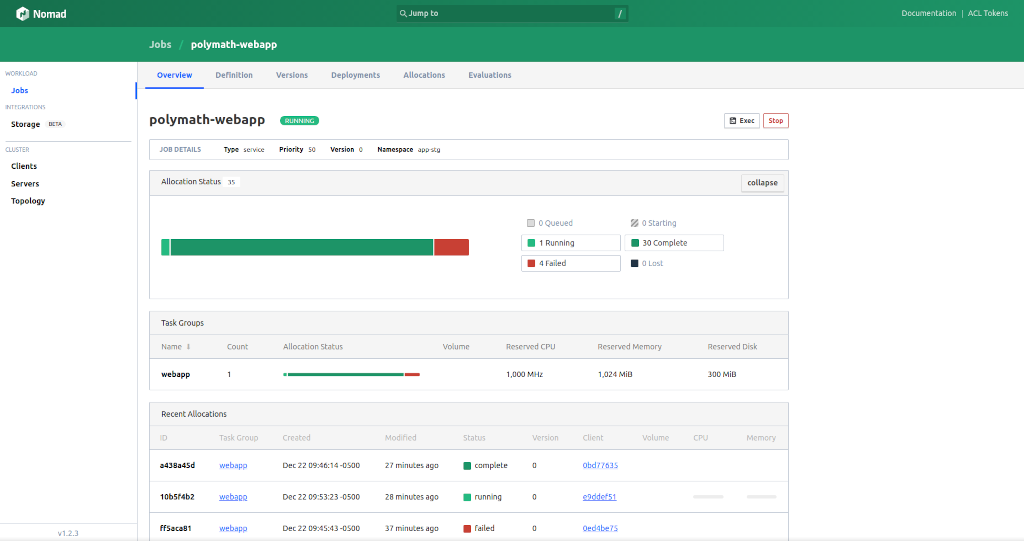 Nomad
Jump to /
Documentation | ACL Tokens
Jobs / polymath-webapp
WORKLOAD
Jobs
INTEGRATIONS
Storage BETA
CLUSTER
Clients
Servers
Topology
v1.2.3
Overview Definition Versions Deployments Allocations Evaluations
polymath-webapp RUNNING
Exec Stop
JOB DETAILS Type service Priority 50 Version 0 Namespace app-stg
Allocation Status 35 collapse
0 Queued 0 Starting
1 Running 30 Complete
4 Failed 0 Lost
Task Groups
Name Count Allocation Status Volume Reserved CPU Reserved Memory Reserved Disk
webapp 1 1,000 MHz 1,024 MiB 300 MiB
Recent Allocations
ID Task Group Created Modified Status Version Client Volume CPU Memory
a438a45d webapp Dec 22 09:46:14 -0500 27 minutes ago complete 0 0bd77635
10b5f4b2 webapp Dec 22 09:53:23 -0500 28 minutes ago running 0 e9ddef51
ff5aca81 webapp Dec 22 09:45:43 -0500 37 minutes ago failed 0 0ed4be75